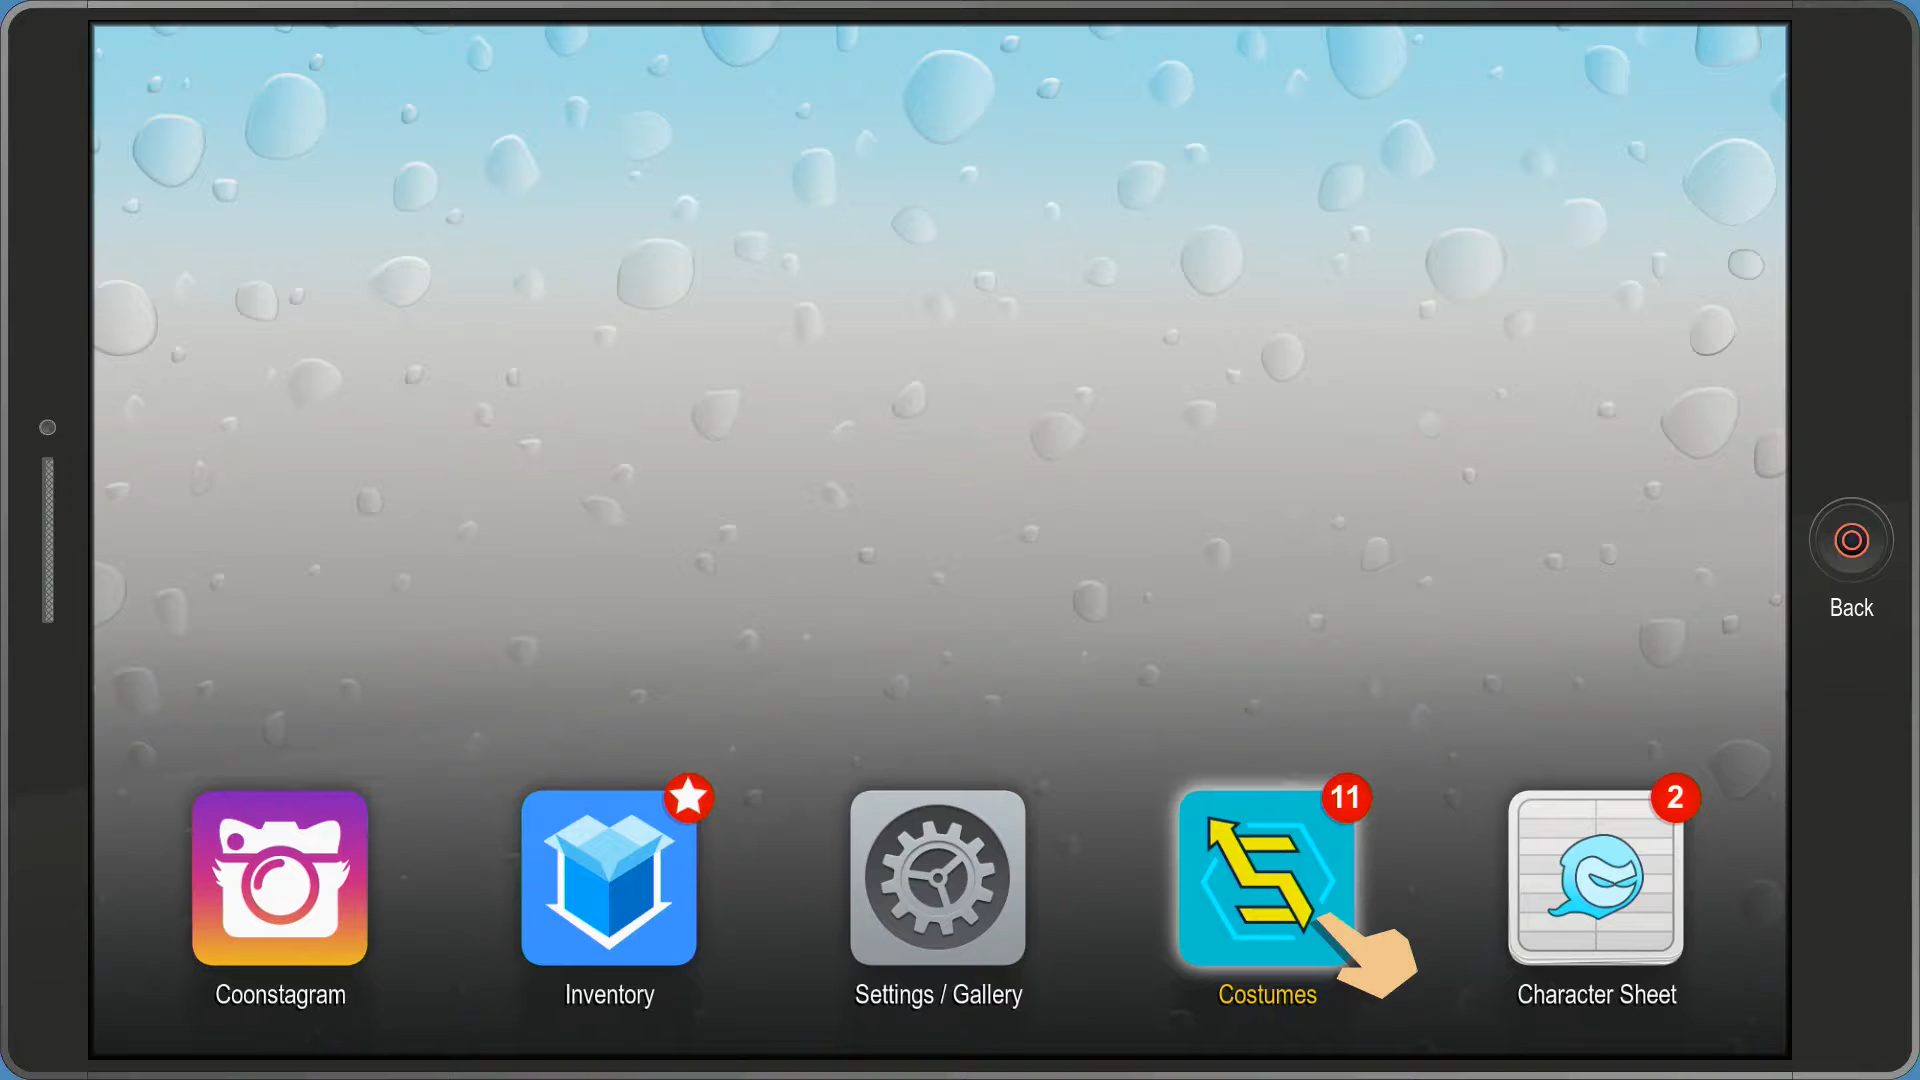 Back
11
2
Coonstagram
Inventory
Settings / Gallery
Costumes
Character Sheet